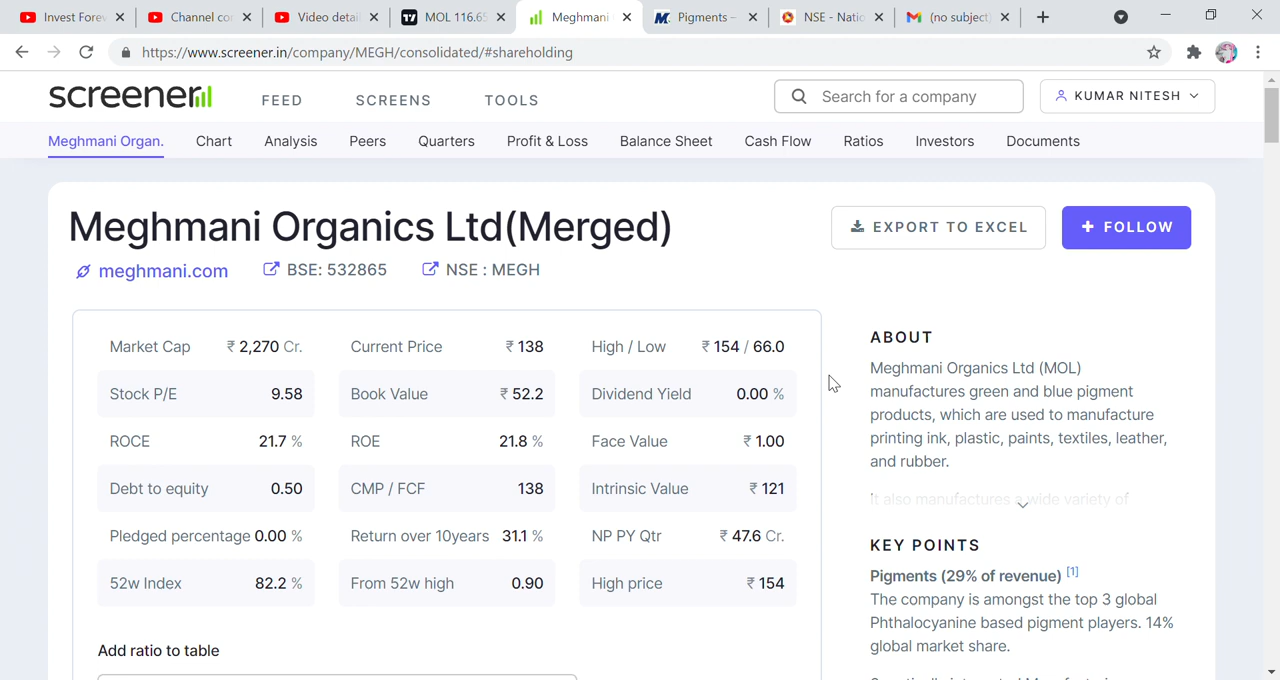 Invest Forev
Channel co
Video detai
MOL 116.65
Meghmani
Pigments –
NSE - Natio
(no subject
https://www.screener.in/company/MEGH/consolidated/#shareholding
screener
FEED
SCREENS
TOOLS
Search for a company
KUMAR NITESH
Meghmani Organ.
Chart
Analysis
Peers
Quarters
Profit & Loss
Balance Sheet
Cash Flow
Ratios
Investors
Documents
Meghmani Organics Ltd(Merged)
EXPORT TO EXCEL
+ FOLLOW
meghmani.com
BSE: 532865
NSE : MEGH
Market Cap ₹ 2,270 Cr.
Current Price ₹ 138
High / Low ₹ 154 / 66.0
Stock P/E 9.58
Book Value ₹ 52.2
Dividend Yield 0.00 %
ROCE 21.7 %
ROE 21.8 %
Face Value ₹ 1.00
Debt to equity 0.50
CMP / FCF 138
Intrinsic Value ₹ 121
Pledged percentage 0.00 %
Return over 10years 31.1 %
NP PY Qtr ₹ 47.6 Cr.
52w Index 82.2 %
From 52w high 0.90
High price ₹ 154
Add ratio to table
ABOUT
Meghmani Organics Ltd (MOL)
manufactures green and blue pigment
products, which are used to manufacture
printing ink, plastic, paints, textiles, leather,
and rubber.
It also manufactures a wide variety of
KEY POINTS
Pigments (29% of revenue) [1]
The company is amongst the top 3 global
Phthalocyanine based pigment players. 14%
global market share.